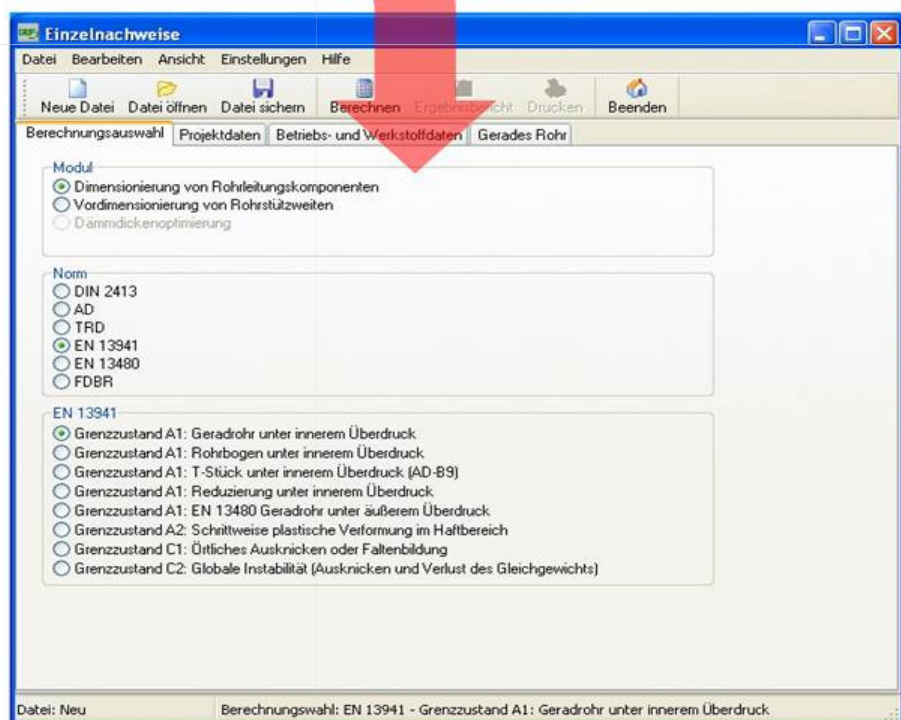 Einzelnachweise
Datei Bearbeiten Ansicht Einstellungen Hilfe
Neue Datei Datei öffnen Datei sichern Berechnen Ergebnisbericht Drucken Beenden
Berechnungsauswahl Projektdaten Betriebs- und Werkstoffdaten Gerades Rohr
Modul
Dimensionierung von Rohrleitungskomponenten
Vordimensionierung von Rohrstützweiten
Dämmdickenoptimierung
Norm
DIN 2413
AD
TRD
EN 13941
EN 13480
FDBR
EN 13941
Grenzzustand A1: Geradrohr unter innerem Überdruck
Grenzzustand A1: Rohrbogen unter innerem Überdruck
Grenzzustand A1: T-Stück unter innerem Überdruck (AD-B9)
Grenzzustand A1: Reduzierung unter innerem Überdruck
Grenzzustand A1: EN 13480 Geradrohr unter äußerem Überdruck
Grenzzustand A2: Schrittweise plastische Verformung im Haftbereich
Grenzzustand C1: Örtliches Ausknicken oder Faltenbildung
Grenzzustand C2: Globale Instabilität (Ausknicken und Verlust des Gleichgewichts)
Datei: Neu Berechnungswahl: EN 13941 - Grenzzustand A1: Geradrohr unter innerem Überdruck